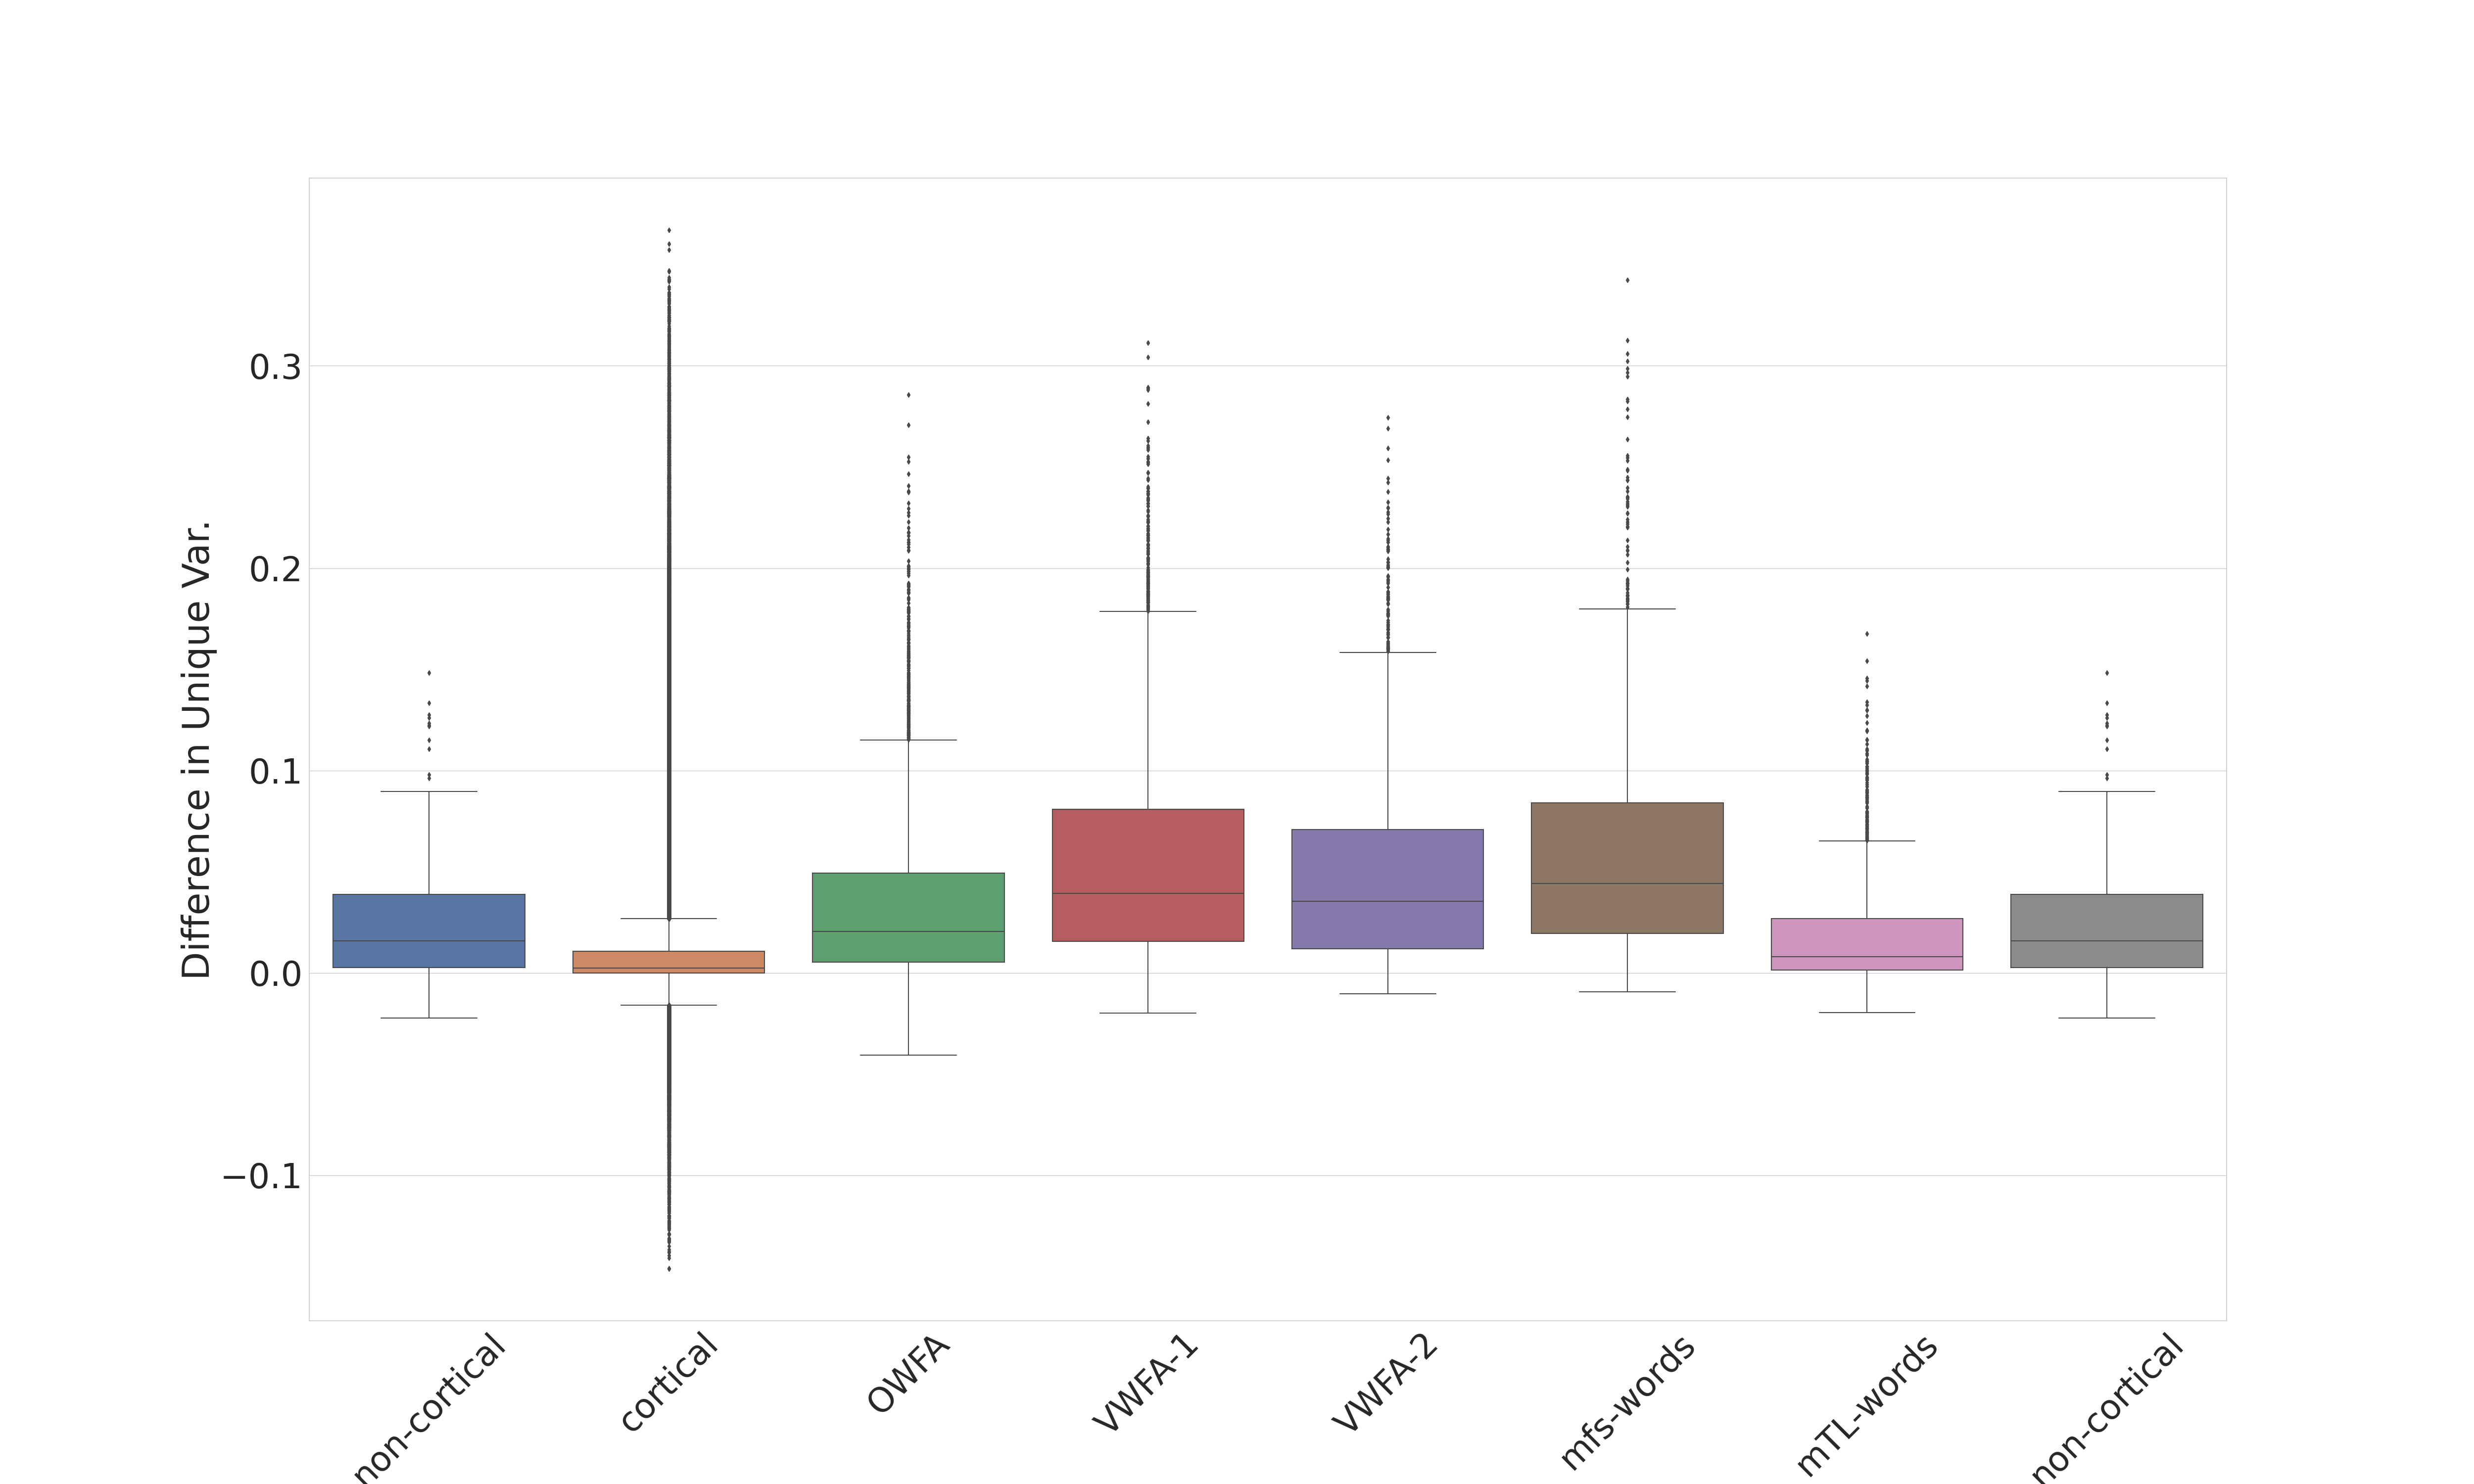 Difference in Unique Var.
0.3
0.2
0.1
0.0
−0.1
non-cortical
cortical
OWFA
VWFA-1
VWFA-2
mfs-words
mTL-words
non-cortical